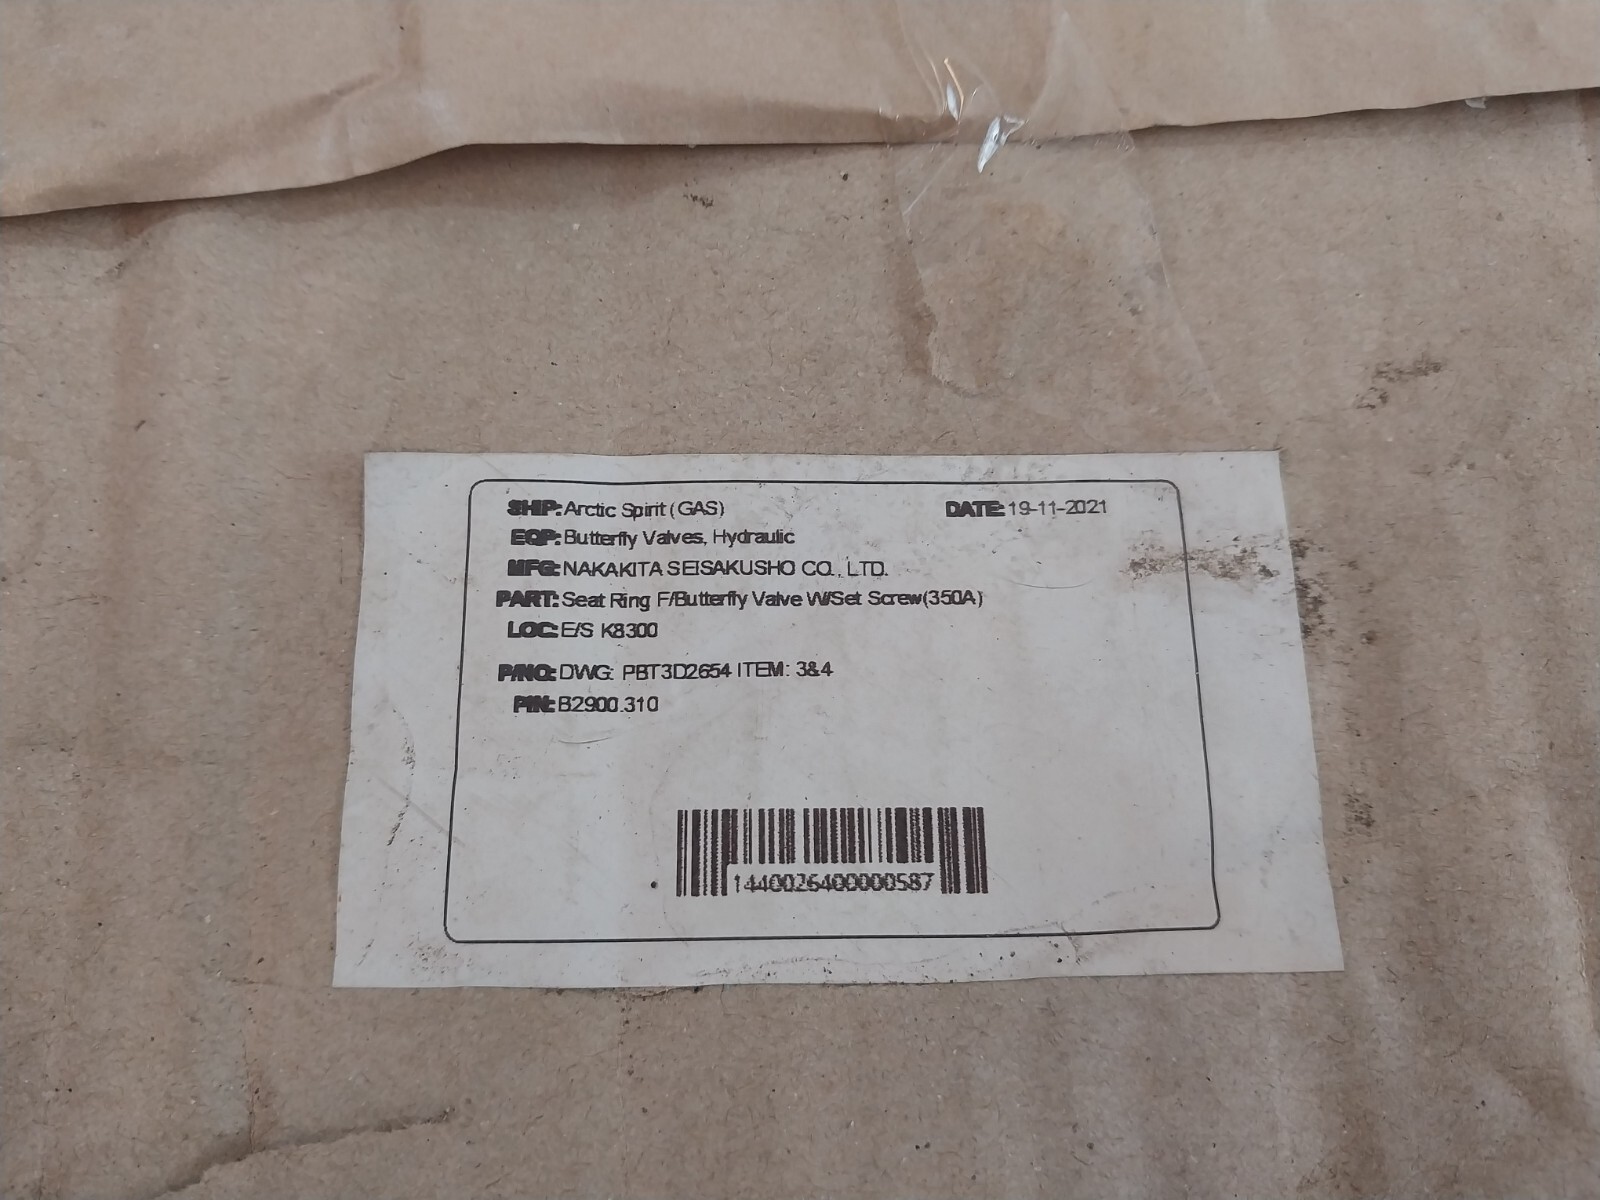 SHIP: Arctic Spirit (GAS) DATE: 19-11-2021
EQP: Butterfly Valves, Hydraulic
MFG: NAKAKITA SEISAKUSHO CO., LTD.
PART: Seat Ring F/Butterfly Valve W/Set Screw(350A)
LOC: E/S K8300
P/NO: DWG: PBT3D2654 ITEM: 3&4
PIN: B2900.310
1440026400000587